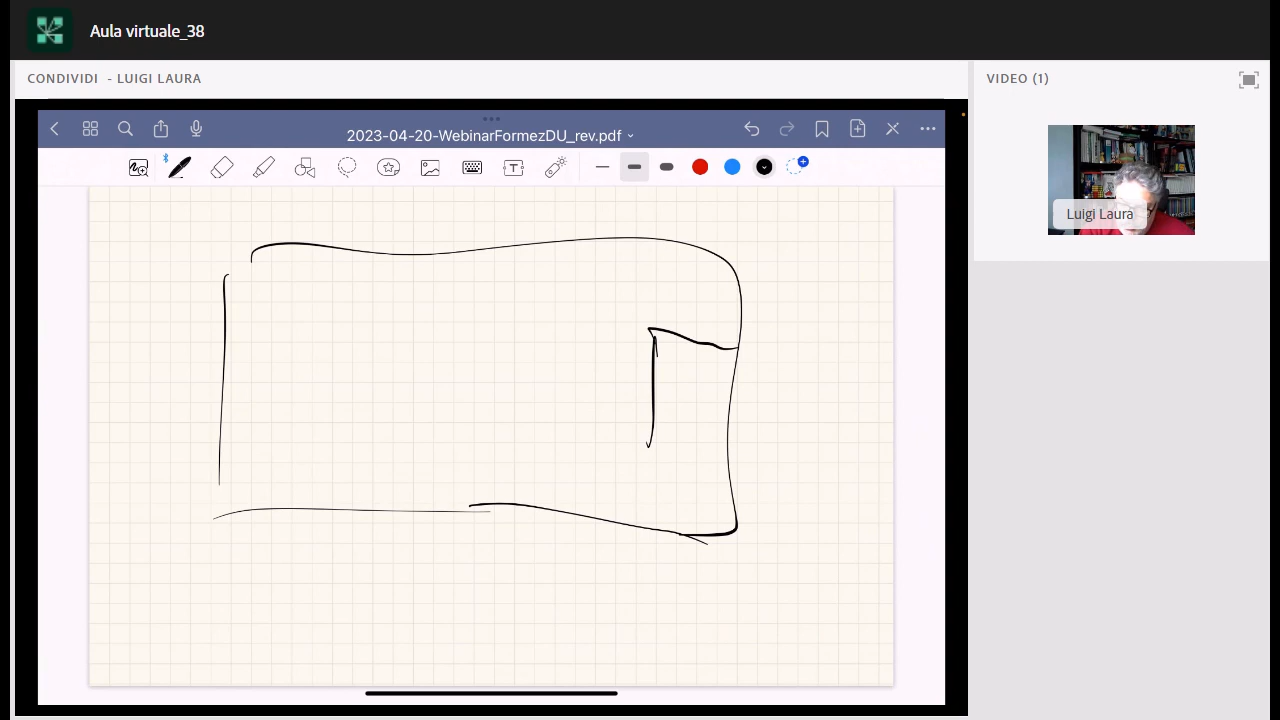 Aula virtuale_38
CONDIVIDI - LUIGI LAURA
VIDEO (1)
2023-04-20-WebinarFormezDU_rev.pdf
T
Luigi Laura